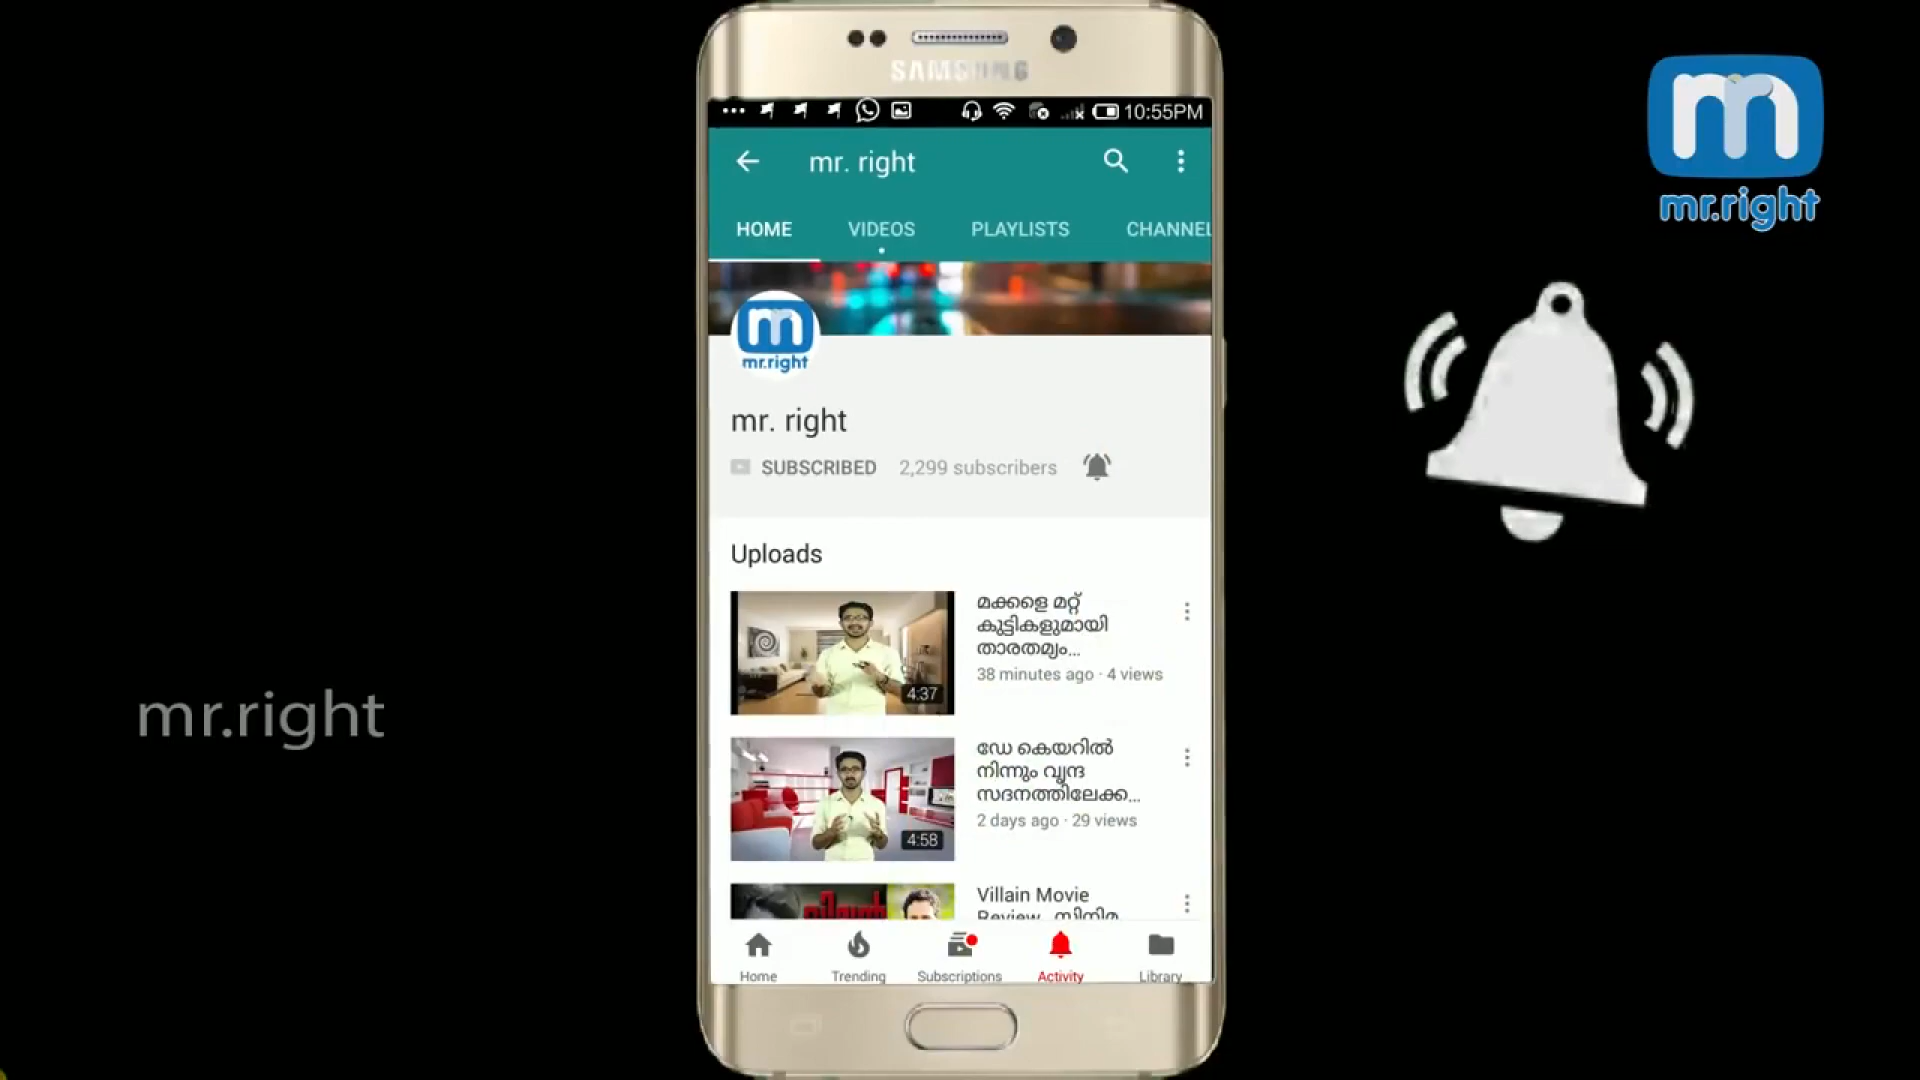 SAMSUNG
10:55PM
mr. right
HOME VIDEOS PLAYLISTS CHANNEL
mr.right
mr. right
SUBSCRIBED 2,299 subscribers
Uploads
മക്കളെ മറ്റ്
കുട്ടികളുമായി
താരതമ്യം...
38 minutes ago · 4 views
4:37
ഡേ കെയറിൽ
നിന്നും വൃന്ദ
സദനത്തിലേക്ക...
2 days ago · 29 views
4:58
Villain Movie
Review സിനിമ
വില്ലൻ
Home Trending Subscriptions Activity Library
mr.right
mr.right